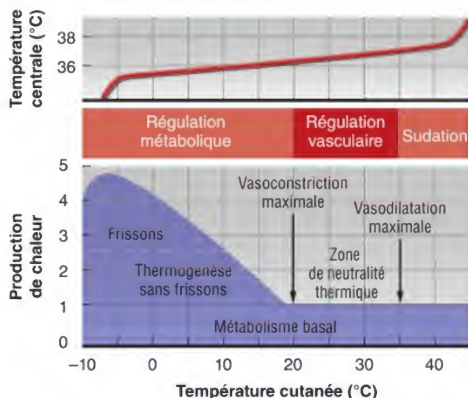 Température
centrale (°C)
38
36
Régulation
métabolique
Régulation
vasculaire
Sudation
Production
de chaleur
5
4
3
2
1
0
Vasoconstriction
maximale
Vasodilatation
maximale
Frissons
Thermogenèse
sans frissons
Zone
de neutralité
thermique
Métabolisme basal
–10
0
10
20
30
40
Température cutanée (°C)